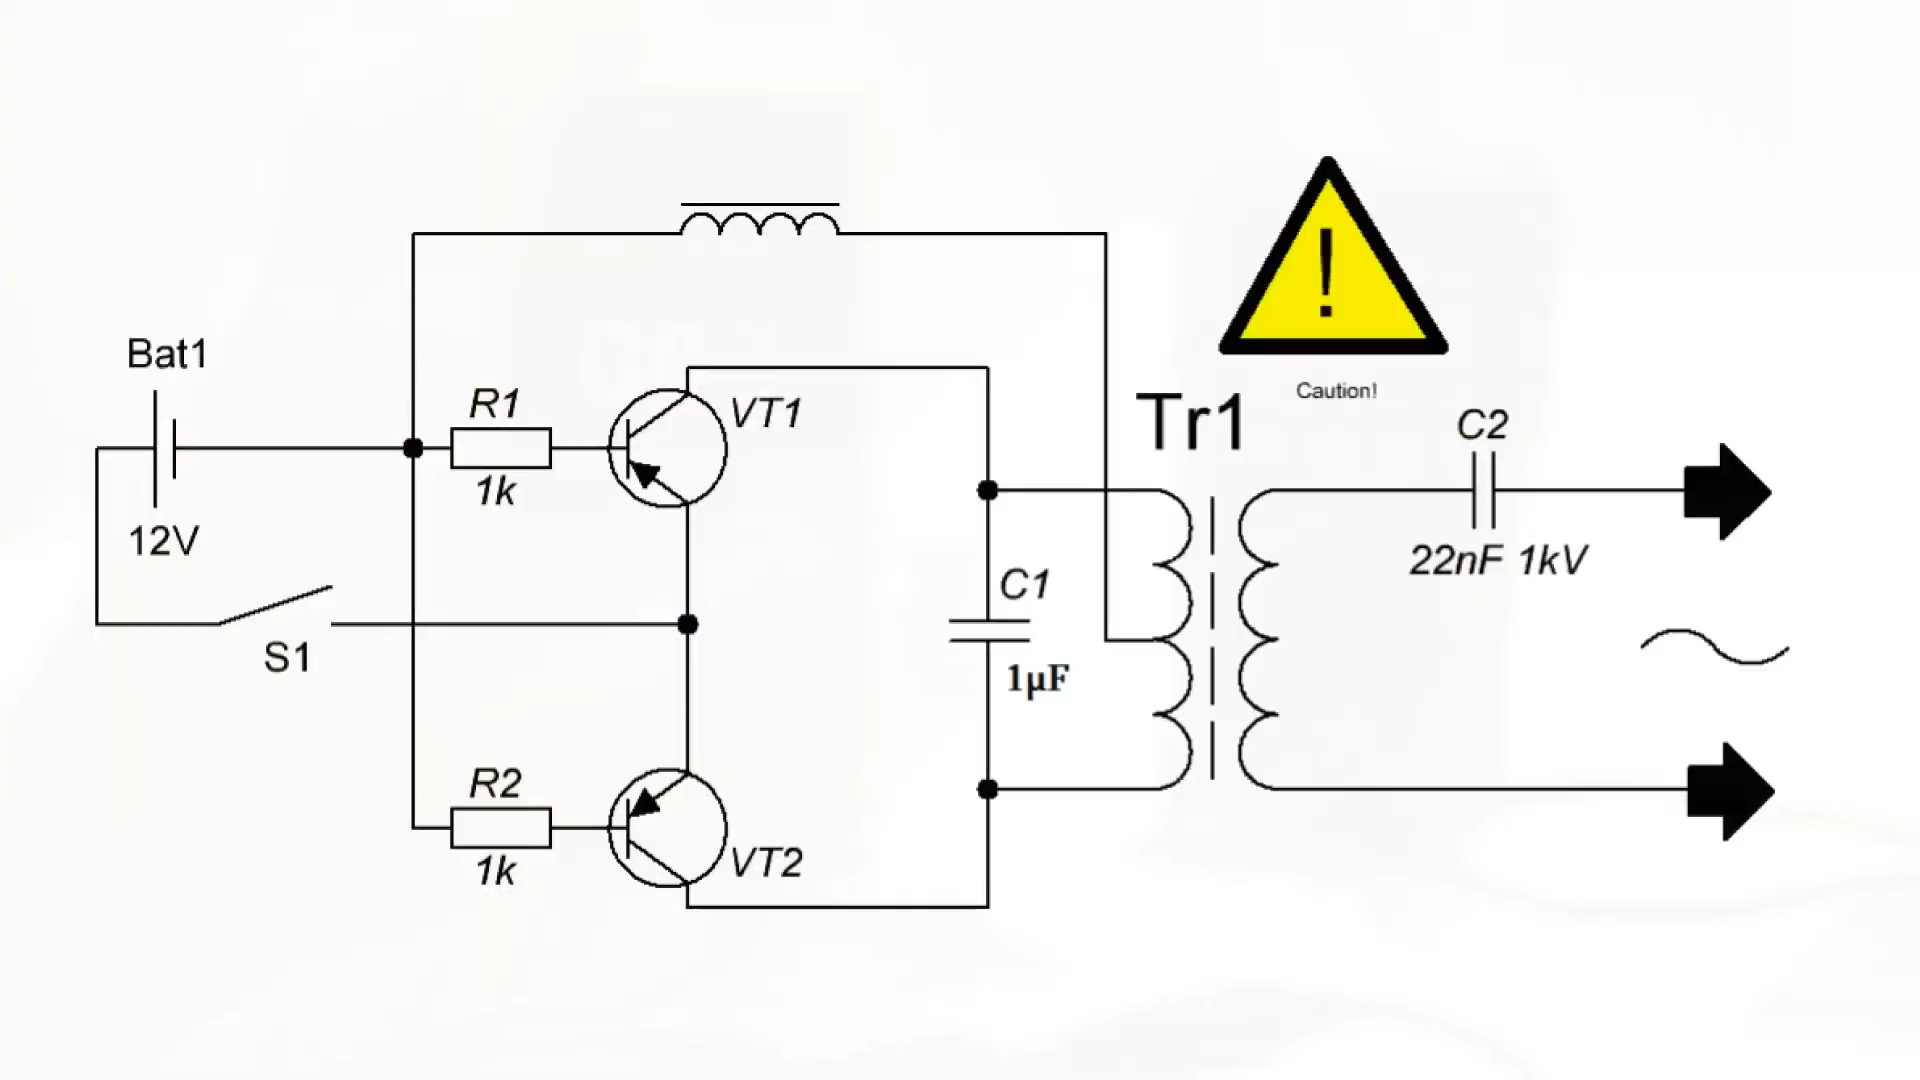 Bat1
12V
S1
R1
1k
VT1
R2
1k
VT2
C1
1µF
Tr1
!
Caution!
C2
22nF 1kV